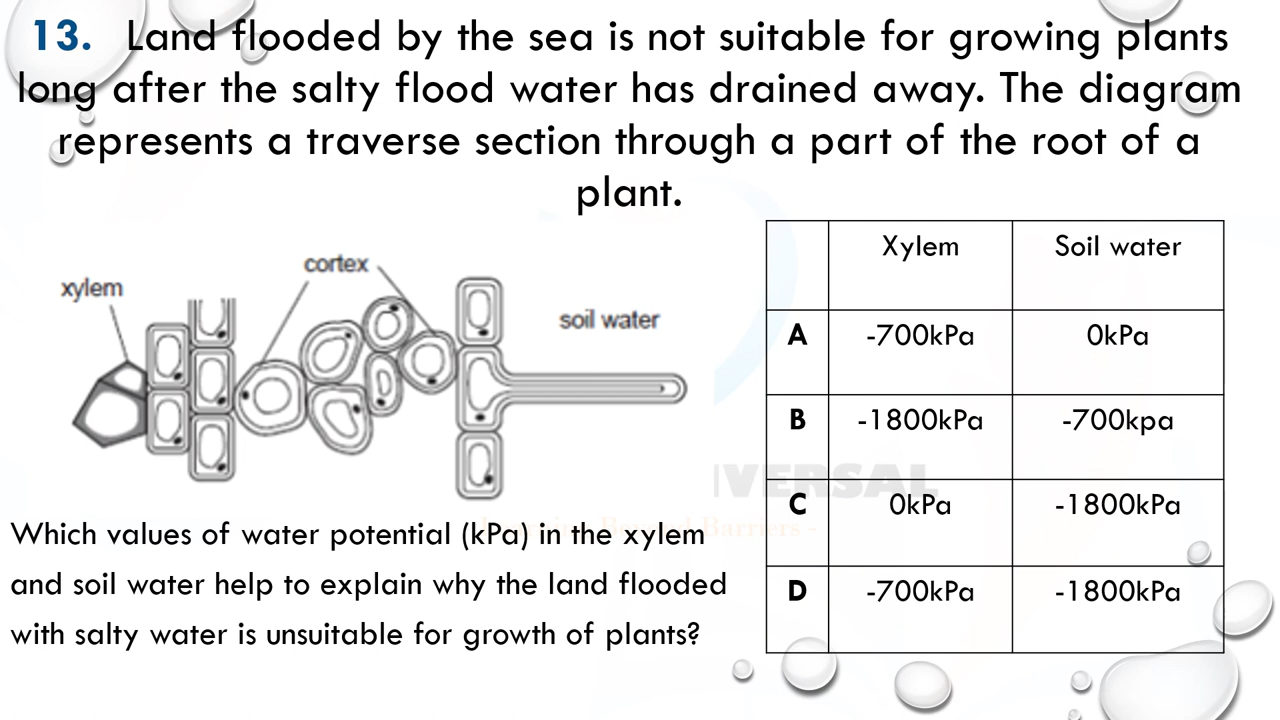 13. Land flooded by the sea is not suitable for growing plants
long after the salty flood water has drained away. The diagram
represents a traverse section through a part of the root of a
plant.
xylem
cortex
soil water
Xylem Soil water
A -700kPa 0kPa
B -1800kPa -700kpa
C 0kPa -1800kPa
D -700kPa -1800kPa
Which values of water potential (kPa) in the xylem
and soil water help to explain why the land flooded
with salty water is unsuitable for growth of plants?
VERSAL
Barriers -